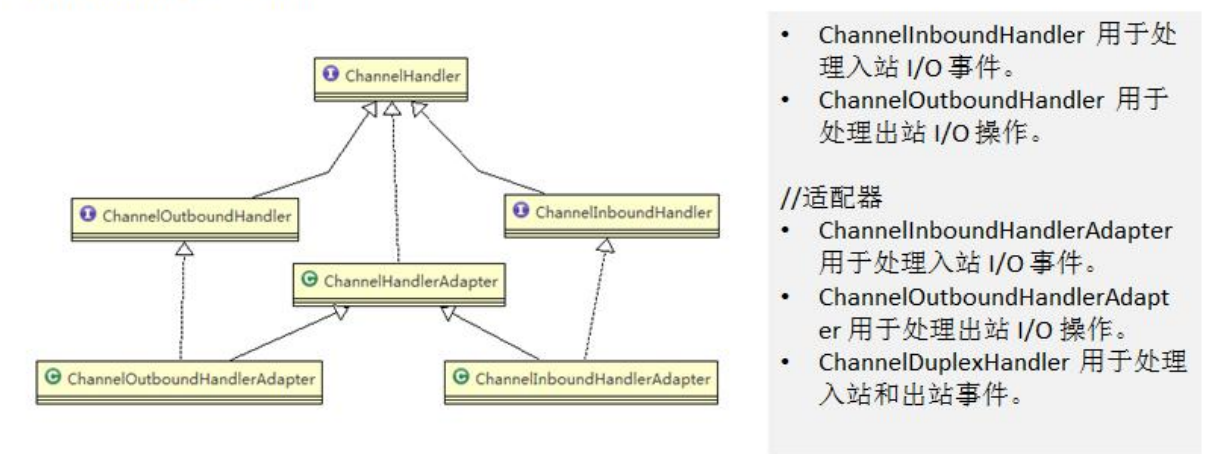 I ChannelHandler
I ChannelOutboundHandler
I ChannelInboundHandler
C ChannelHandlerAdapter
C ChannelOutboundHandlerAdapter
C ChannelInboundHandlerAdapter
• ChannelInboundHandler 用于处
理入站 I/O 事件。
• ChannelOutboundHandler 用于
处理出站 I/O 操作。
//适配器
• ChannelInboundHandlerAdapter
用于处理入站 I/O 事件。
• ChannelOutboundHandlerAdapt
er 用于处理出站 I/O 操作。
• ChannelDuplexHandler 用于处理
入站和出站事件。